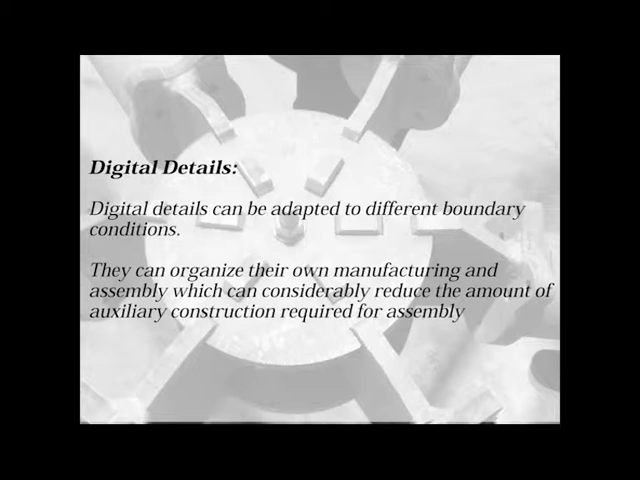 Digital Details:
Digital details can be adapted to different boundary
conditions.
They can organize their own manufacturing and
assembly which can considerably reduce the amount of
auxiliary construction required for assembly